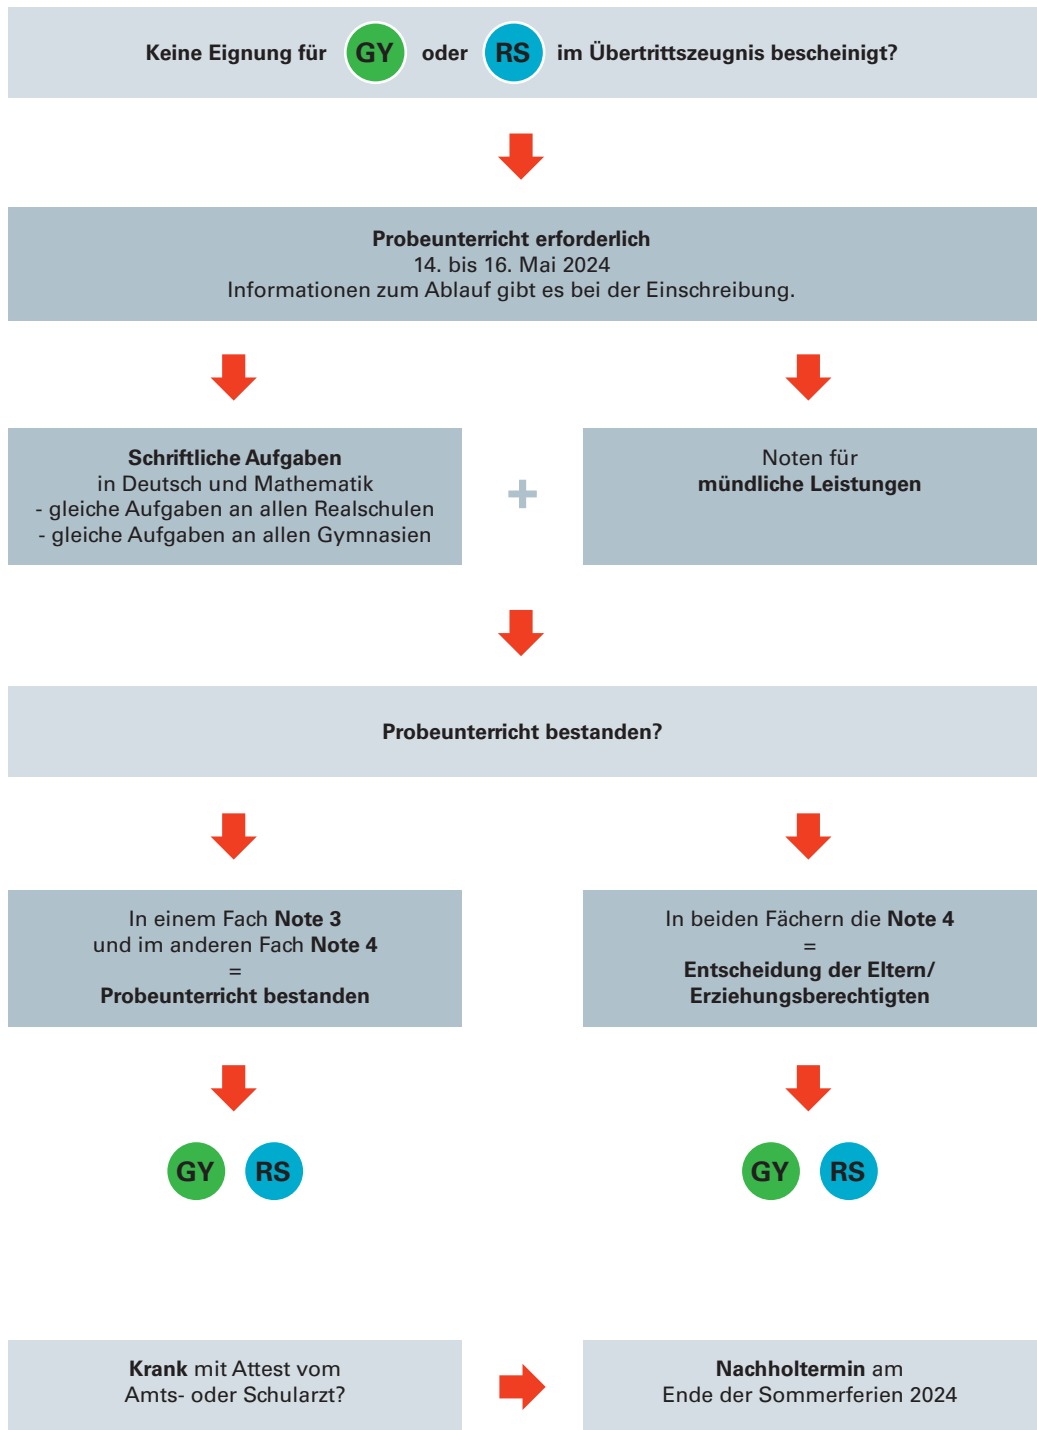 Keine Eignung für GY oder RS im Übertrittszeugnis bescheinigt?
Probeunterricht erforderlich
14. bis 16. Mai 2024
Informationen zum Ablauf gibt es bei der Einschreibung.
Schriftliche Aufgaben
in Deutsch und Mathematik
- gleiche Aufgaben an allen Realschulen
- gleiche Aufgaben an allen Gymnasien
+
Noten für
mündliche Leistungen
Probeunterricht bestanden?
In einem Fach Note 3
und im anderen Fach Note 4
=
Probeunterricht bestanden
In beiden Fächern die Note 4
=
Entscheidung der Eltern/
Erziehungsberechtigten
GY RS
GY RS
Krank mit Attest vom
Amts- oder Schularzt?
Nachholtermin am
Ende der Sommerferien 2024